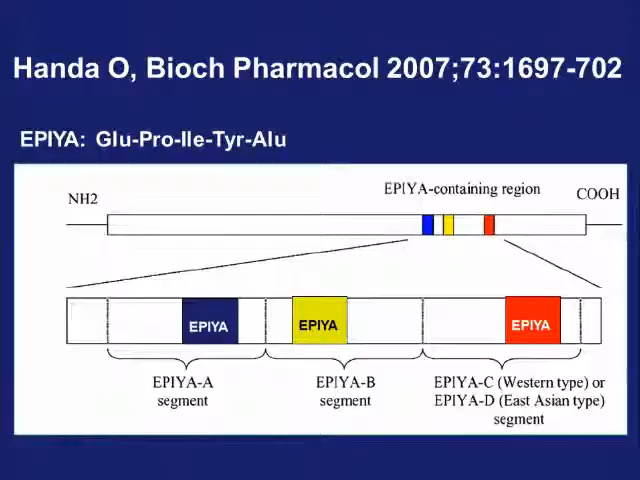 Handa O, Bioch Pharmacol 2007;73:1697-702
EPIYA: Glu-Pro-Ile-Tyr-Alu
NH2
EPIYA-containing region
COOH
EPIYA
EPIYA
EPIYA
EPIYA-A
segment
EPIYA-B
segment
EPIYA-C (Western type) or
EPIYA-D (East Asian type)
segment